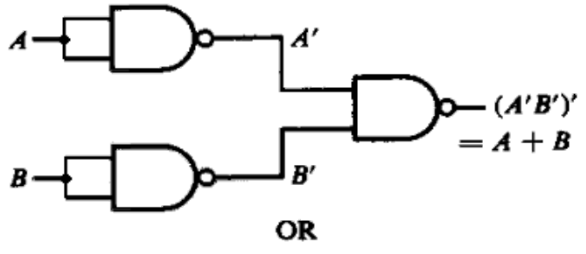 A
A′
(A′B′)′
= A + B
B
B′
OR